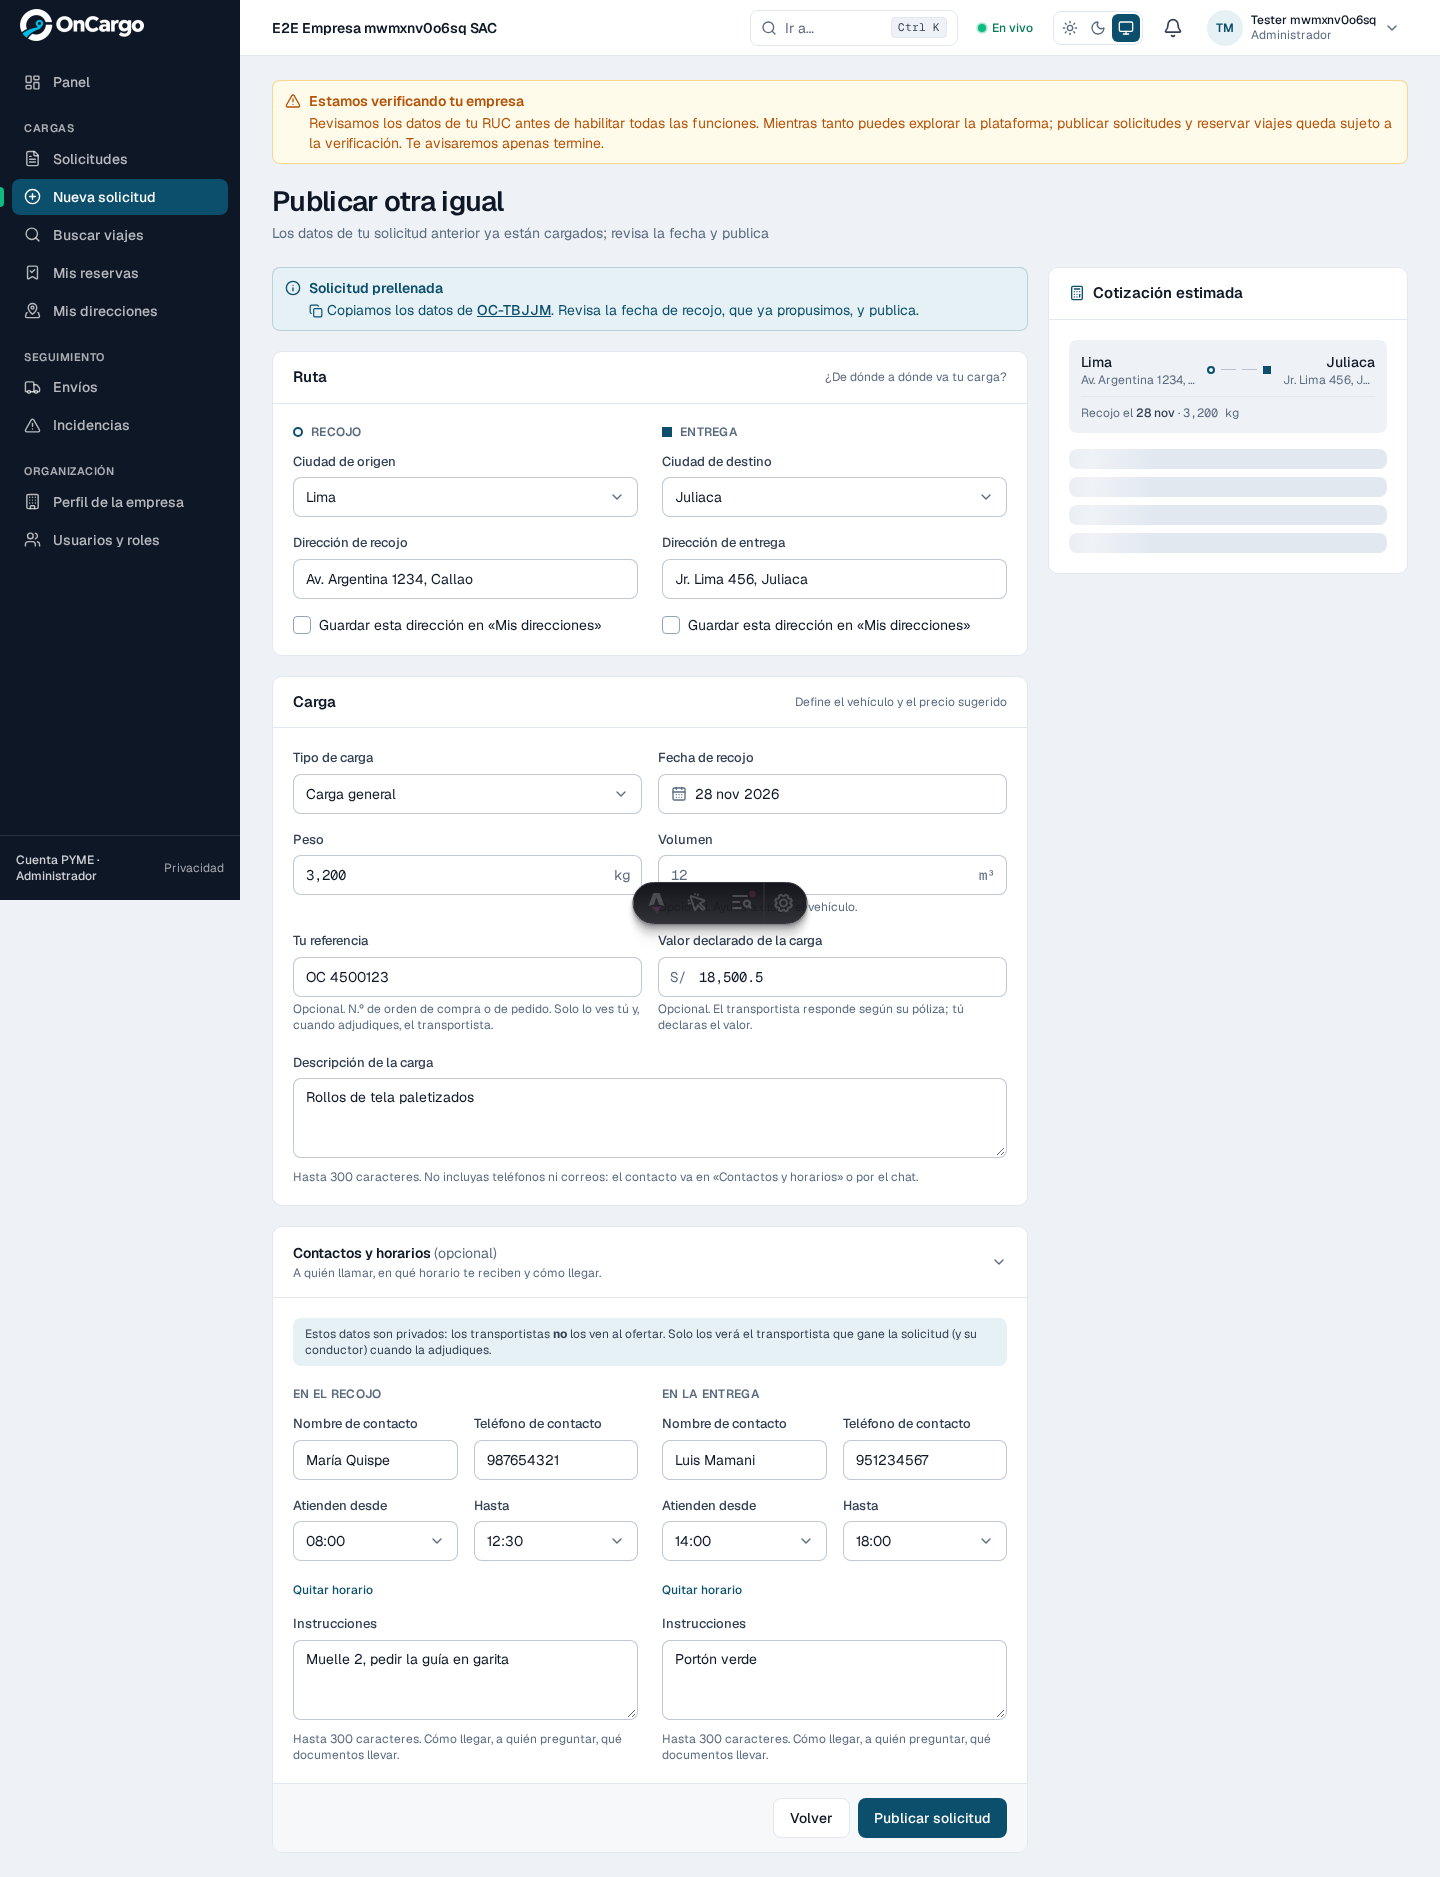 OnCargo
E2E Empresa mwmxnv0o6sq SAC
Ir a...
Ctrl K
En vivo
TM
Tester mwmxnv0o6sq
Administrador
Panel
CARGAS
Solicitudes
Nueva solicitud
Buscar viajes
Mis reservas
Mis direcciones
SEGUIMIENTO
Envíos
Incidencias
ORGANIZACIÓN
Perfil de la empresa
Usuarios y roles
Cuenta PYME ·
Administrador
Privacidad
Estamos verificando tu empresa
Revisamos los datos de tu RUC antes de habilitar todas las funciones. Mientras tanto puedes explorar la plataforma; publicar solicitudes y reservar viajes queda sujeto a
la verificación. Te avisaremos apenas termine.
Publicar otra igual
Los datos de tu solicitud anterior ya están cargados; revisa la fecha y publica
Solicitud prellenada
Copiamos los datos de OC-TBJJM. Revisa la fecha de recojo, que ya propusimos, y publica.
Ruta
¿De dónde a dónde va tu carga?
RECOJO
ENTREGA
Ciudad de origen
Ciudad de destino
Lima
Juliaca
Dirección de recojo
Dirección de entrega
Av. Argentina 1234, Callao
Jr. Lima 456, Juliaca
Guardar esta dirección en «Mis direcciones»
Guardar esta dirección en «Mis direcciones»
Carga
Define el vehículo y el precio sugerido
Tipo de carga
Fecha de recojo
Carga general
28 nov 2026
Peso
Volumen
3,200
kg
12
m³
vehículo.
Tu referencia
Valor declarado de la carga
OC 4500123
S/ 18,500.5
Opcional. N.º de orden de compra o de pedido. Solo lo ves tú y,
cuando adjudiques, el transportista.
Opcional. El transportista responde según su póliza; tú
declaras el valor.
Descripción de la carga
Rollos de tela paletizados
Hasta 300 caracteres. No incluyas teléfonos ni correos: el contacto va en «Contactos y horarios» o por el chat.
Contactos y horarios (opcional)
A quién llamar, en qué horario te reciben y cómo llegar.
Estos datos son privados: los transportistas no los ven al ofertar. Solo los verá el transportista que gane la solicitud (y su
conductor) cuando la adjudiques.
EN EL RECOJO
EN LA ENTREGA
Nombre de contacto
Teléfono de contacto
Nombre de contacto
Teléfono de contacto
María Quispe
987654321
Luis Mamani
951234567
Atienden desde
Hasta
Atienden desde
Hasta
08:00
12:30
14:00
18:00
Quitar horario
Quitar horario
Instrucciones
Instrucciones
Muelle 2, pedir la guía en garita
Portón verde
Hasta 300 caracteres. Cómo llegar, a quién preguntar, qué
documentos llevar.
Hasta 300 caracteres. Cómo llegar, a quién preguntar, qué
documentos llevar.
Volver
Publicar solicitud
Cotización estimada
Lima
Juliaca
Av. Argentina 1234, ...
Jr. Lima 456, J...
Recojo el 28 nov · 3,200 kg